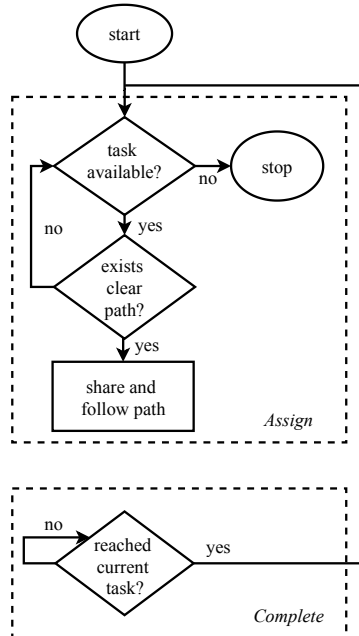 start
task
available?
no
stop
yes
no
exists
clear
path?
yes
share and
follow path
Assign
no
reached
current
task?
yes
Complete